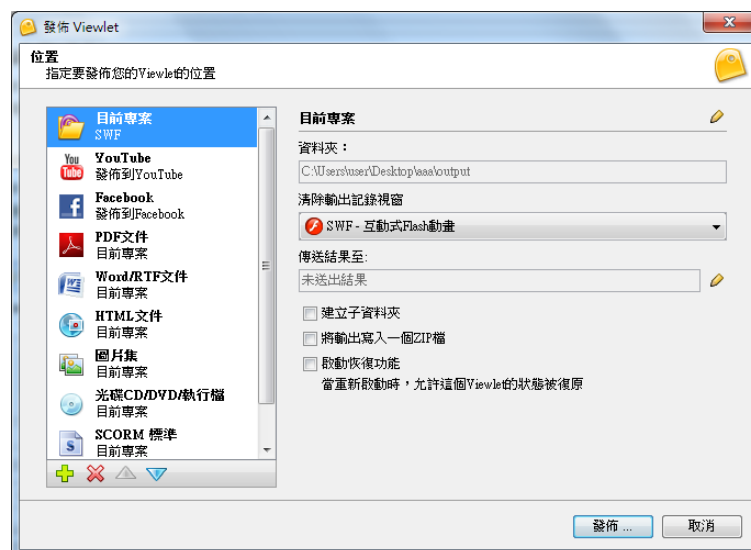 發佈 Viewlet
位置
指定要發佈您的Viewlet的位置
目前專案
SWF
You
Tube
YouTube
發佈到YouTube
f
Facebook
發佈到Facebook
PDF文件
目前專案
W
Word/RTF文件
目前專案
HTML文件
目前專案
圖片集
目前專案
光碟CD/DVD/執行檔
目前專案
S
SCORM 標準
目前專案
目前專案
資料夾：
C:\Users\user\Desktop\aaa\output
清除輸出記錄視窗
SWF - 互動式Flash動畫
傳送結果至:
未送出結果
建立子資料夾
將輸出寫入一個ZIP檔
啟動恢復功能
當重新啟動時，允許這個Viewlet的狀態被復原
發佈 ...
取消